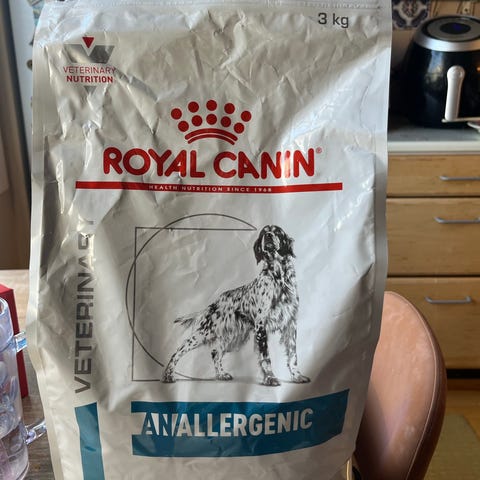 3 kg
VETERINARY
NUTRITION
ROYAL CANIN®
HEALTH NUTRITION SINCE 1968
VETERINARY
ANALLERGENIC